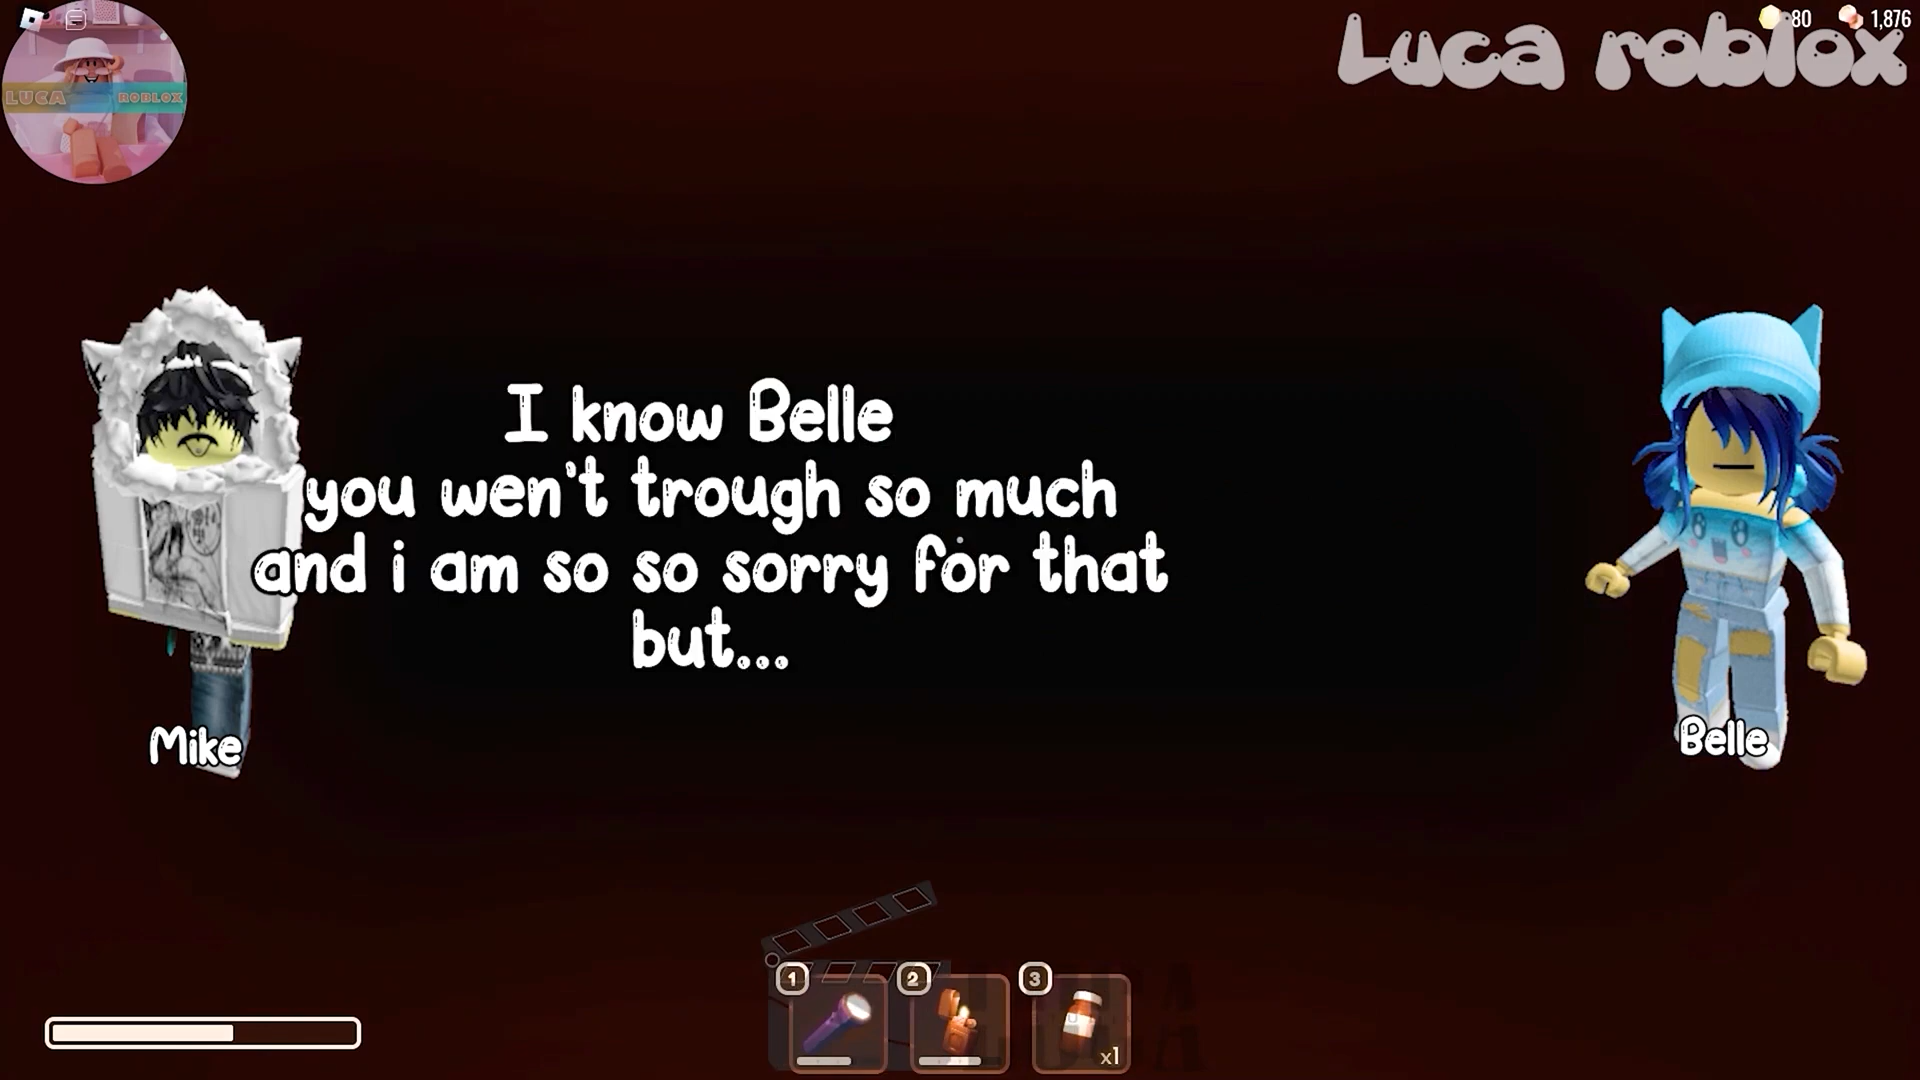 LUCA ROBLOX
Luca roblox
80
1,876
I know Belle
you wen't trough so much
and i am so so sorry for that
but...
Mike
Belle
1
2
3
x1